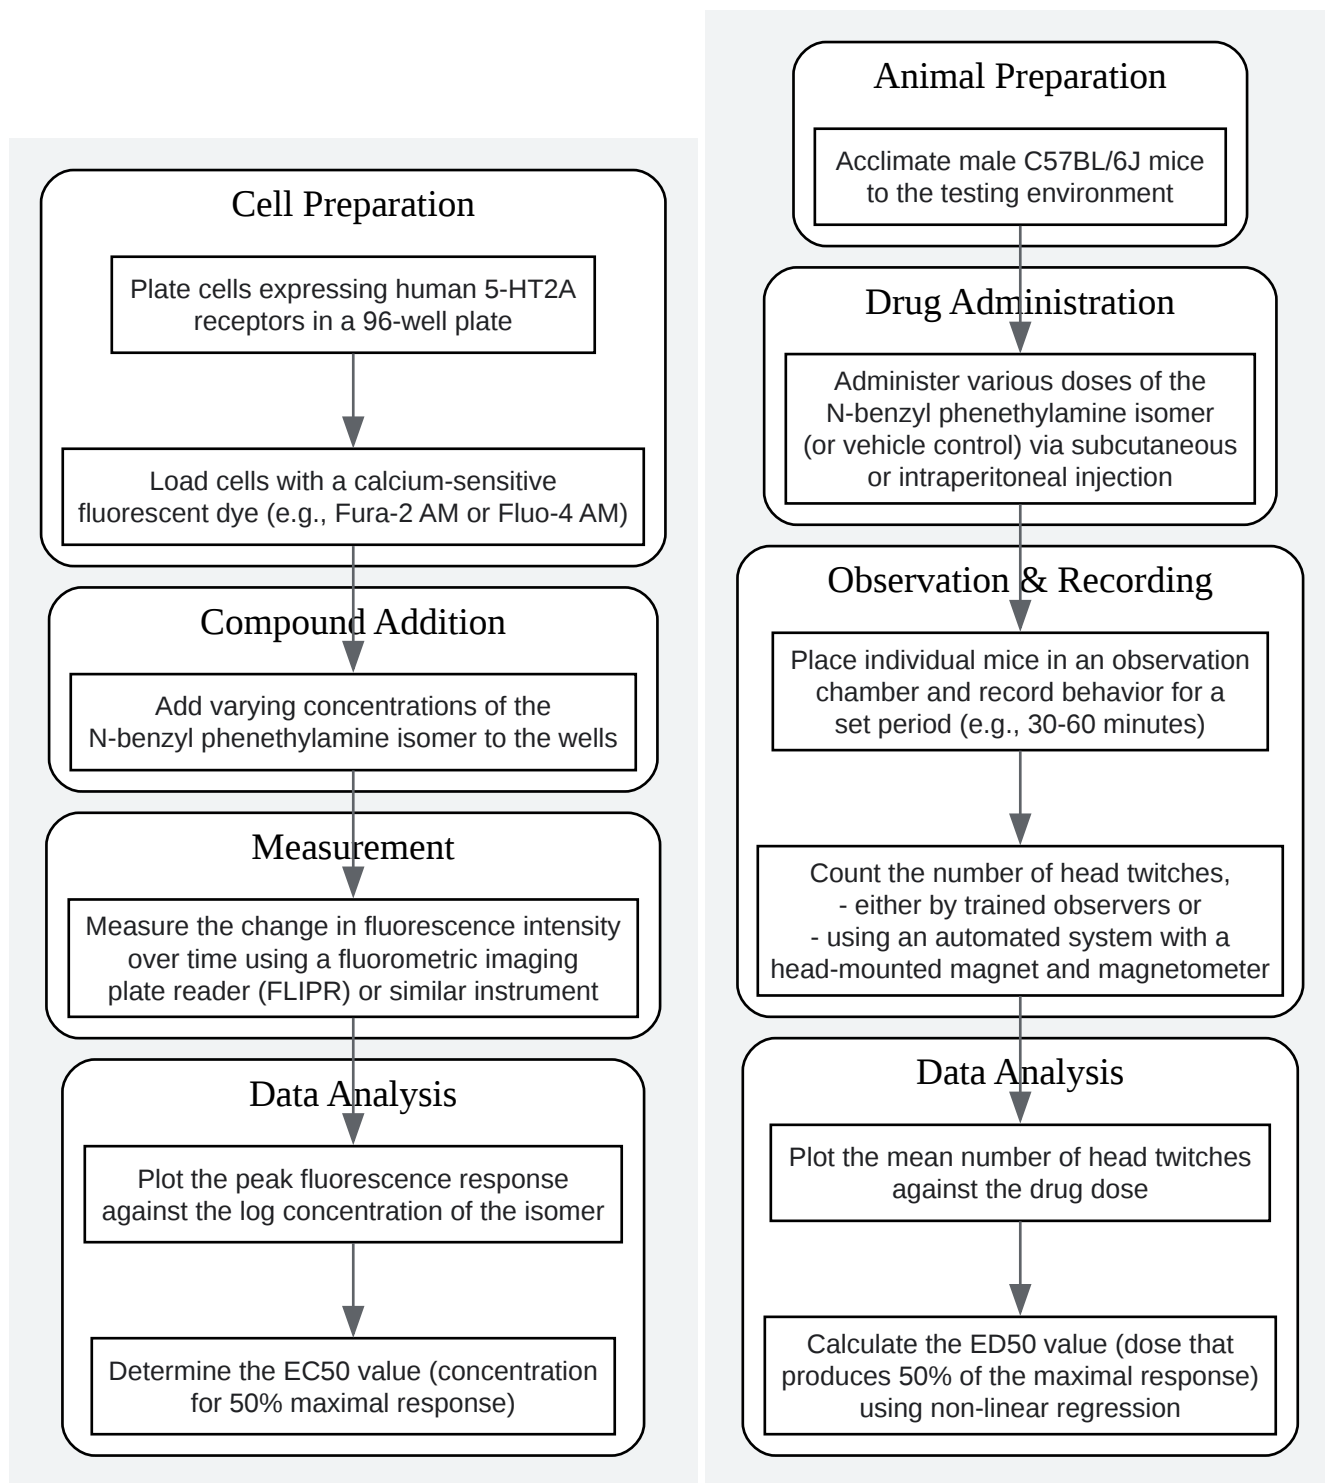 Cell Preparation
Plate cells expressing human 5-HT2A
receptors in a 96-well plate
Load cells with a calcium-sensitive
fluorescent dye (e.g., Fura-2 AM or Fluo-4 AM)
Compound Addition
Add varying concentrations of the
N-benzyl phenethylamine isomer to the wells
Measurement
Measure the change in fluorescence intensity
over time using a fluorometric imaging
plate reader (FLIPR) or similar instrument
Data Analysis
Plot the peak fluorescence response
against the log concentration of the isomer
Determine the EC50 value (concentration
for 50% maximal response)
Animal Preparation
Acclimate male C57BL/6J mice
to the testing environment
Drug Administration
Administer various doses of the
N-benzyl phenethylamine isomer
(or vehicle control) via subcutaneous
or intraperitoneal injection
Observation & Recording
Place individual mice in an observation
chamber and record behavior for a
set period (e.g., 30-60 minutes)
Count the number of head twitches,
- either by trained observers or
- using an automated system with a
head-mounted magnet and magnetometer
Data Analysis
Plot the mean number of head twitches
against the drug dose
Calculate the ED50 value (dose that
produces 50% of the maximal response)
using non-linear regression